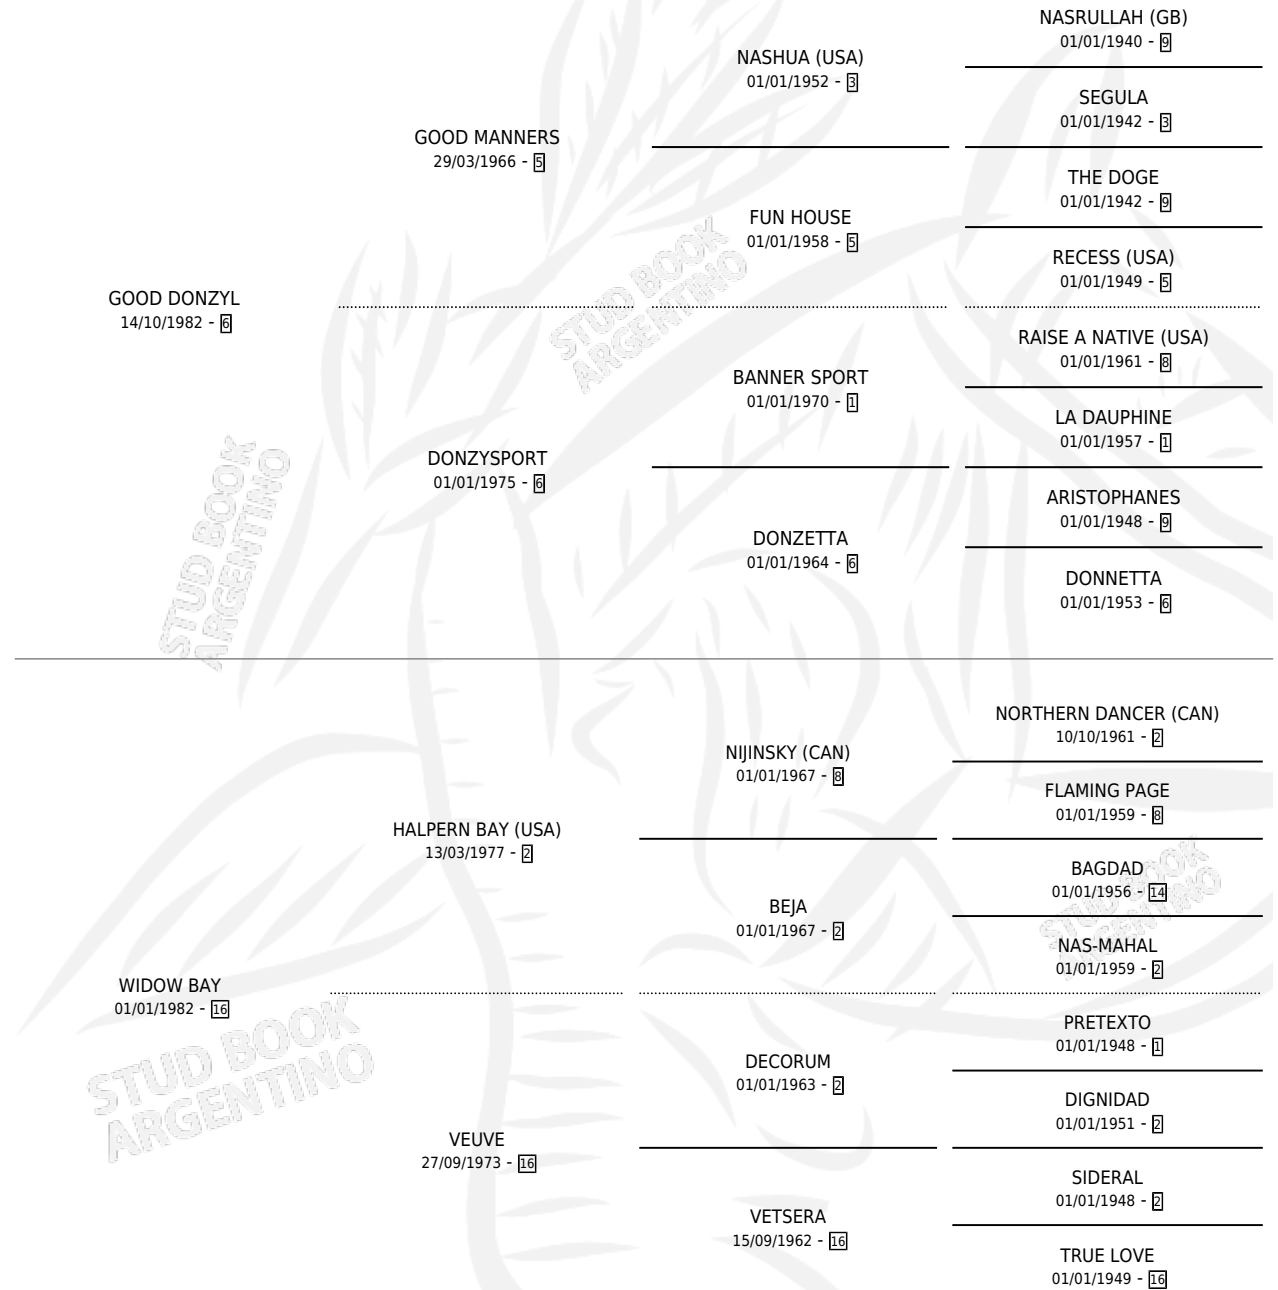 NASRULLAH (GB)
01/01/1940 - 9
NASHUA (USA)
01/01/1952 - 3
SEGULA
01/01/1942 - 3
GOOD MANNERS
29/03/1966 - 5
THE DOGE
01/01/1942 - 9
FUN HOUSE
01/01/1958 - 5
RECESS (USA)
01/01/1949 - 5
GOOD DONZYL
14/10/1982 - 6
RAISE A NATIVE (USA)
01/01/1961 - 8
BANNER SPORT
01/01/1970 - 1
LA DAUPHINE
01/01/1957 - 1
DONZYSPORT
01/01/1975 - 6
ARISTOPHANES
01/01/1948 - 9
DONZETTA
01/01/1964 - 6
DONNETTA
01/01/1953 - 6
NORTHERN DANCER (CAN)
10/10/1961 - 2
NIJINSKY (CAN)
01/01/1967 - 8
FLAMING PAGE
01/01/1959 - 8
HALPERN BAY (USA)
13/03/1977 - 2
BAGDAD
01/01/1956 - 14
BEJA
01/01/1967 - 2
NAS-MAHAL
01/01/1959 - 2
WIDOW BAY
01/01/1982 - 16
PRETEXTO
01/01/1948 - 1
DECORUM
01/01/1963 - 2
DIGNIDAD
01/01/1951 - 2
VEUVE
27/09/1973 - 16
SIDERAL
01/01/1948 - 2
VETSERA
15/09/1962 - 16
TRUE LOVE
01/01/1949 - 16
STUD BOOK
ARGENTINO
STUD BOOK
ARGENTINO
STUD BOOK
ARGENTINO
STUD BOOK
ARGENTINO